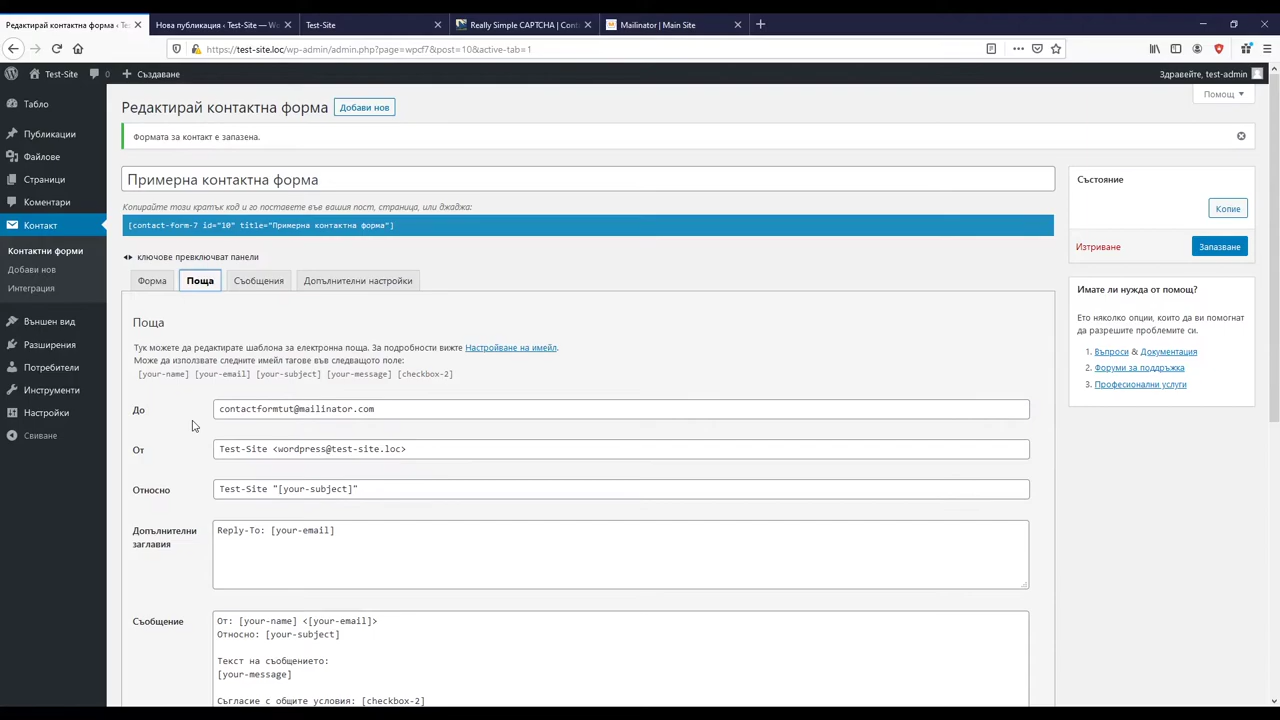 Редактирай контактна форма ‹ Te
Нова публикация ‹ Test-Site — Wo
Test-Site
Really Simple CAPTCHA | Cont
Mailinator | Main Site
https://test-site.loc/wp-admin/admin.php?page=wpcf7&post=10&active-tab=1
Test-Site
0
Създаване
Здравейте, test-admin
Табло
Публикации
Файлове
Страници
Коментари
Контакт
Контактни форми
Добави нов
Интеграция
Външен вид
Разширения
Потребители
Инструменти
Настройки
Свиване
Помощ
Редактирай контактна форма
Добави нов
Формата за контакт е запазена.
Примерна контактна форма
Копирайте този кратък код и го поставете във вашия пост, страница, или джаджа:
[contact-form-7 id="10" title="Примерна контактна форма"]
ключове превключват панели
Форма
Поща
Съобщения
Допълнителни настройки
Поща
Тук можете да редактирате шаблона за електронна поща. За подробности вижте Настройване на имейл.
Може да използвате следните имейл тагове във следващото поле:
[your-name] [your-email] [your-subject] [your-message] [checkbox-2]
До
contactformtut@mailinator.com
От
Test-Site <wordpress@test-site.loc>
Относно
Test-Site "[your-subject]"
Допълнителни
заглавия
Reply-To: [your-email]
Съобщение
От: [your-name] <[your-email]>
Относно: [your-subject]
Текст на съобщението:
[your-message]
Съгласие с общите условия: [checkbox-2]
Състояние
Копие
Изтриване
Запазване
Имате ли нужда от помощ?
Ето няколко опции, които да ви помогнат
да разрешите проблемите си.
1. Въпроси & Документация
2. Форуми за поддръжка
3. Професионални услуги